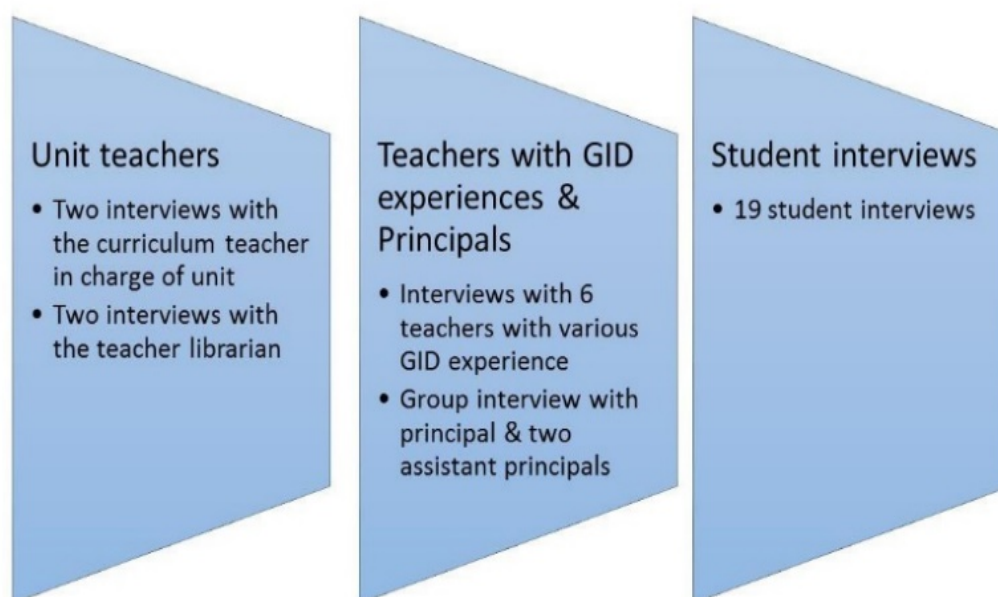 Unit teachers
• Two interviews with
the curriculum teacher
in charge of unit
• Two interviews with
the teacher librarian
Teachers with GID
experiences &
Principals
• Interviews with 6
teachers with various
GID experience
• Group interview with
principal & two
assistant principals
Student interviews
• 19 student interviews